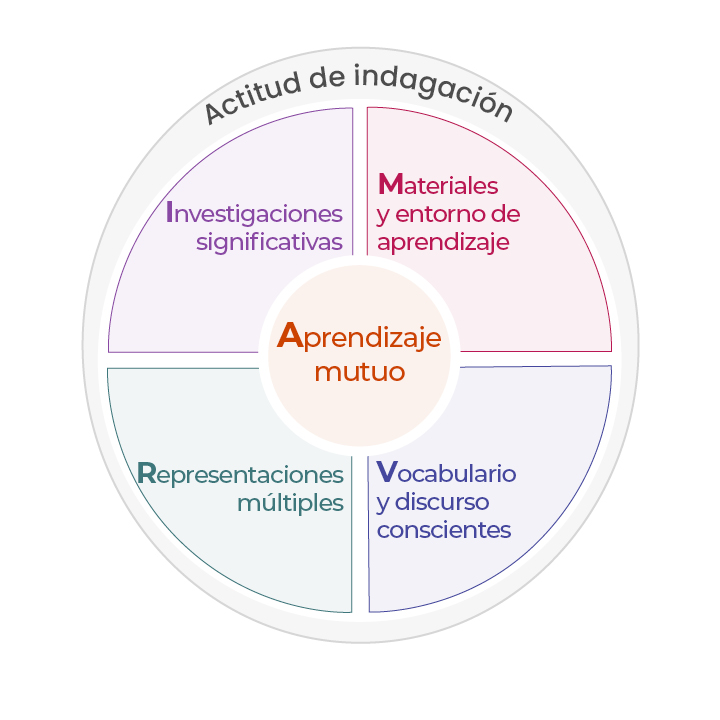 Actitud de indagación
Investigaciones
significativas
Materiales
y entorno de
aprendizaje
Aprendizaje
mutuo
Representaciones
múltiples
Vocabulario
y discurso
conscientes